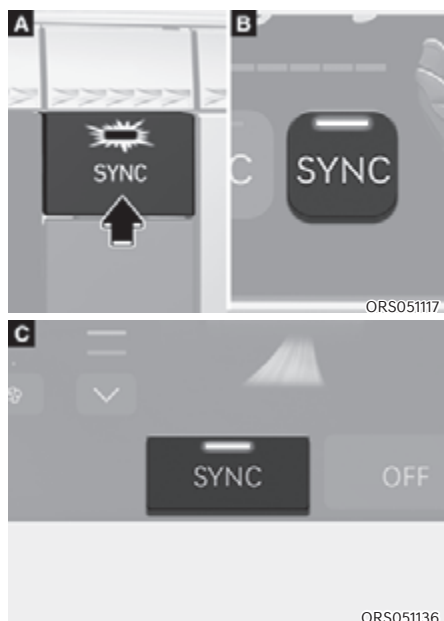 A
B
SYNC
C
SYNC
ORS051117
C
SYNC
OFF
ORS051136